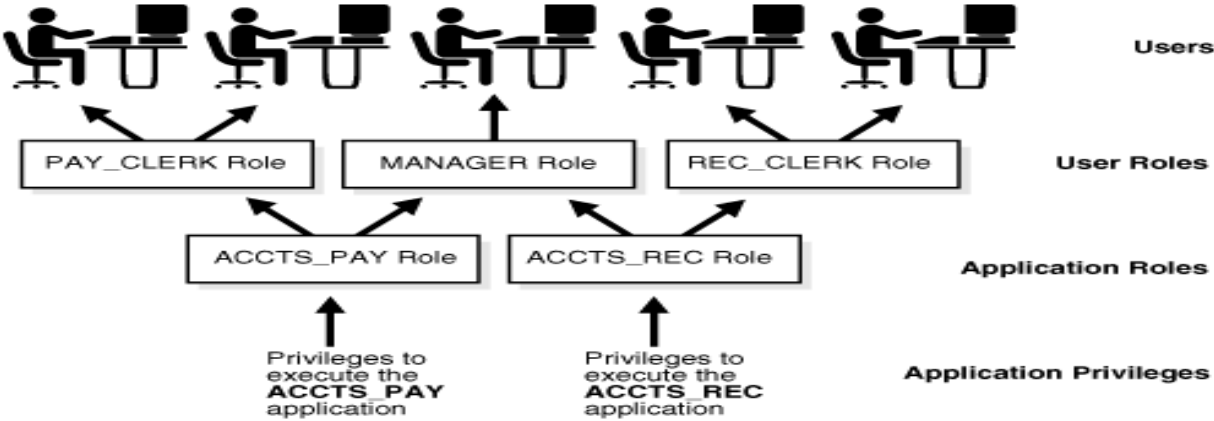 Users
PAY_CLERK Role
MANAGER Role
REC_CLERK Role
User Roles
ACCTS_PAY Role
ACCTS_REC Role
Application Roles
Privileges to
execute the
ACCTS_PAY
application
Privileges to
execute the
ACCTS_REC
application
Application Privileges